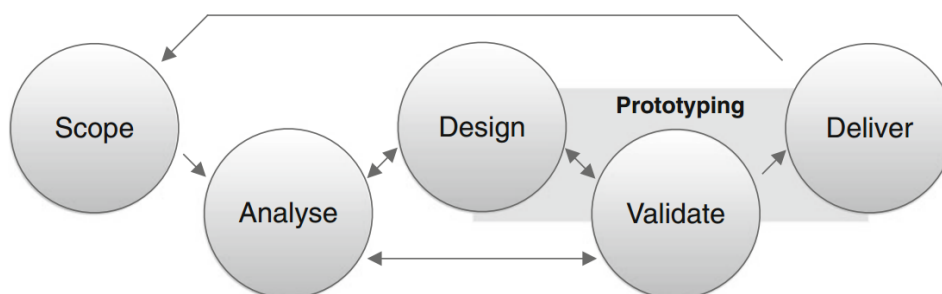 Scope
Analyse
Design
Prototyping
Validate
Deliver